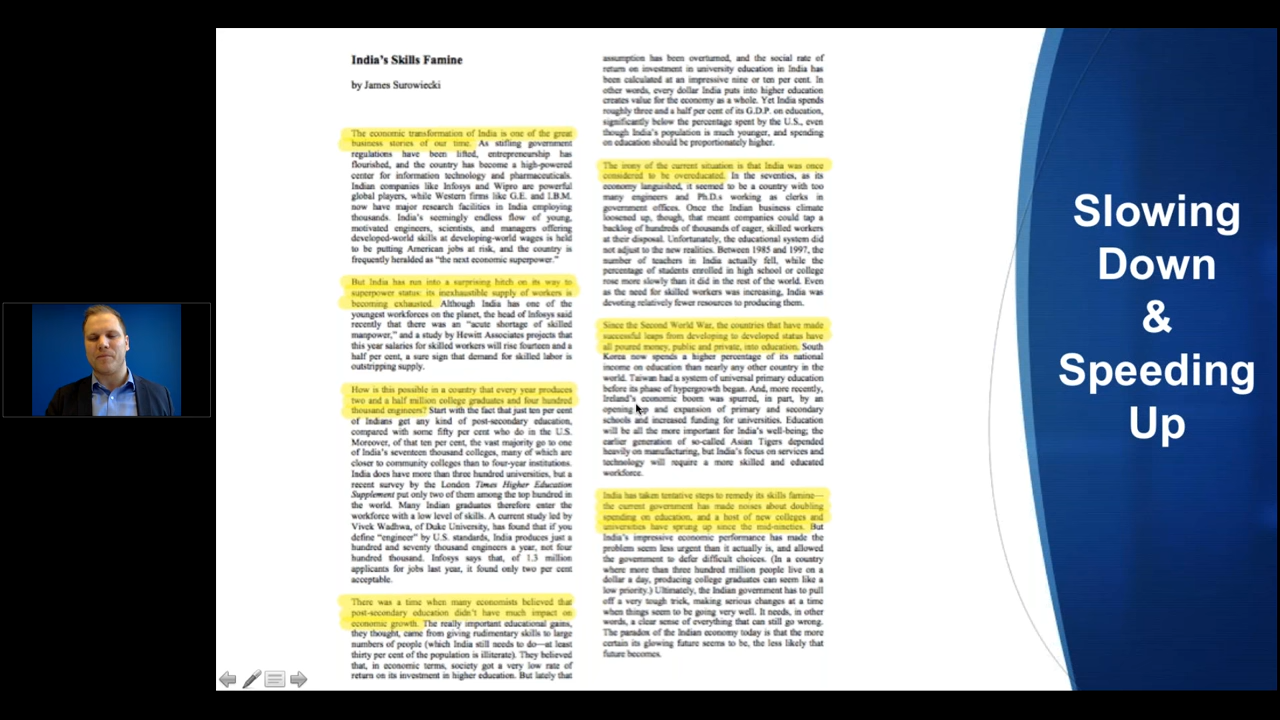 India's Skills Famine
by James Surowiecki
The economic transformation of India is one of the great
business stories of our time. As stifling government
regulations have been lifted, entrepreneurship has
flourished, and the country has become a high-powered
center for information technology and pharmaceuticals.
Indian companies like Infosys and Wipro are powerful
global players, while Western firms like G.E. and I.B.M.
now have major research facilities in India employing
thousands. India's seemingly endless flow of young,
motivated engineers, scientists, and managers offering
developed-world skills at developing-world wages is held
to be putting American jobs at risk, and the country is
frequently heralded as "the next economic superpower."
But India has run into a surprising hitch on its way to
superpower status: its inexhaustible supply of workers is
becoming exhausted. Although India has one of the
youngest workforces on the planet, the head of Infosys said
recently that there was an "acute shortage of skilled
manpower," and a study by Hewitt Associates projects that
this year salaries for skilled workers will rise fourteen and a
half per cent, a sure sign that demand for skilled labor is
outstripping supply.
How is this possible in a country that every year produces
two and a half million college graduates and four hundred
thousand engineers? Start with the fact that just ten per cent
of Indians get any kind of post-secondary education,
compared with some fifty per cent who do in the U.S.
Moreover, of that ten per cent, the vast majority go to one
of India's seventeen thousand colleges, many of which are
closer to community colleges than to four-year institutions.
India does have more than three hundred universities, but a
recent survey by the London Times Higher Education
Supplement put only two of them among the top hundred in
the world. Many Indian graduates therefore enter the
workforce with a low level of skills. A current study led by
Vivek Wadhwa, of Duke University, has found that if you
define "engineer" by U.S. standards, India produces just a
hundred and seventy thousand engineers a year, not four
hundred thousand. Infosys says that, of 1.3 million
applicants for jobs last year, it found only two per cent
acceptable.
There was a time when many economists believed that
post-secondary education didn't have much impact on
economic growth. The really important educational gains,
they thought, came from giving rudimentary skills to large
numbers of people (which India still needs to do—at least
thirty per cent of the population is illiterate). They believed
that, in economic terms, society got a very low rate of
return on its investment in higher education. But lately that
assumption has been overturned, and the social rate of
return on investment in university education in India has
been calculated at an impressive nine or ten per cent. In
other words, every dollar India puts into higher education
creates value for the economy as a whole. Yet India spends
roughly three and a half per cent of its G.D.P. on education,
significantly below the percentage spent by the U.S., even
though India's population is much younger, and spending
on education should be proportionately higher.
The irony of the current situation is that India was once
considered to be overeducated. In the seventies, as its
economy languished, it seemed to be a country with too
many engineers and Ph.D.s working as clerks in
government offices. Once the Indian business climate
loosened up, though, that meant companies could tap a
backlog of hundreds of thousands of eager, skilled workers
at their disposal. Unfortunately, the educational system did
not adjust to the new realities. Between 1985 and 1997, the
number of teachers in India actually fell, while the
percentage of students enrolled in high school or college
rose more slowly than it did in the rest of the world. Even
as the need for skilled workers was increasing, India was
devoting relatively fewer resources to producing them.
Since the Second World War, the countries that have made
successful leaps from developing to developed status have
all poured money, public and private, into education. South
Korea now spends a higher percentage of its national
income on education than nearly any other country in the
world. Taiwan had a system of universal primary education
before its phase of hypergrowth began. And, more recently,
Ireland's economic boom was spurred, in part, by an
opening up and expansion of primary and secondary
schools and increased funding for universities. Education
will be all the more important for India's well-being; the
earlier generation of so-called Asian Tigers depended
heavily on manufacturing, but India's focus on services and
technology will require a more skilled and educated
workforce.
India has taken tentative steps to remedy its skills famine—
the current government has made noises about doubling
spending on education, and a host of new colleges and
universities have sprung up since the mid-nineties. But
India's impressive economic performance has made the
problem seem less urgent than it actually is, and allowed
the government to defer difficult choices. (In a country
where more than three hundred million people live on a
dollar a day, producing college graduates can seem like a
low priority.) Ultimately, the Indian government has to pull
off a very tough trick, making serious changes at a time
when things seem to be going very well. It needs, in other
words, a clear sense of everything that can still go wrong.
The paradox of the Indian economy today is that the more
certain its glowing future seems to be, the less likely that
future becomes.
Slowing
Down
&
Speeding
Up